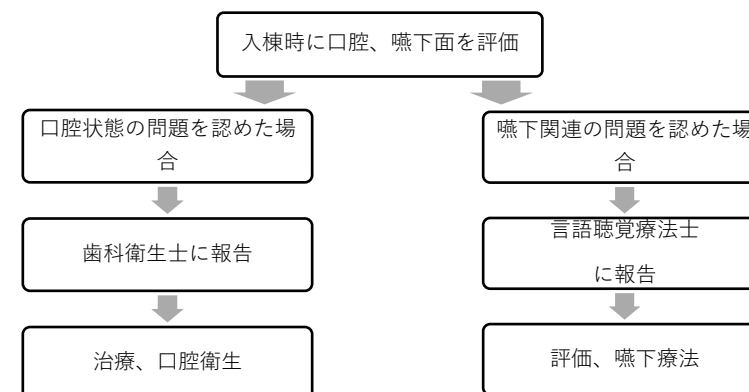 入棟時に口腔、嚥下面を評価
口腔状態の問題を認めた場
合
歯科衛生士に報告
治療、口腔衛生
嚥下関連の問題を認めた場
合
言語聴覚療法士
に報告
評価、嚥下療法